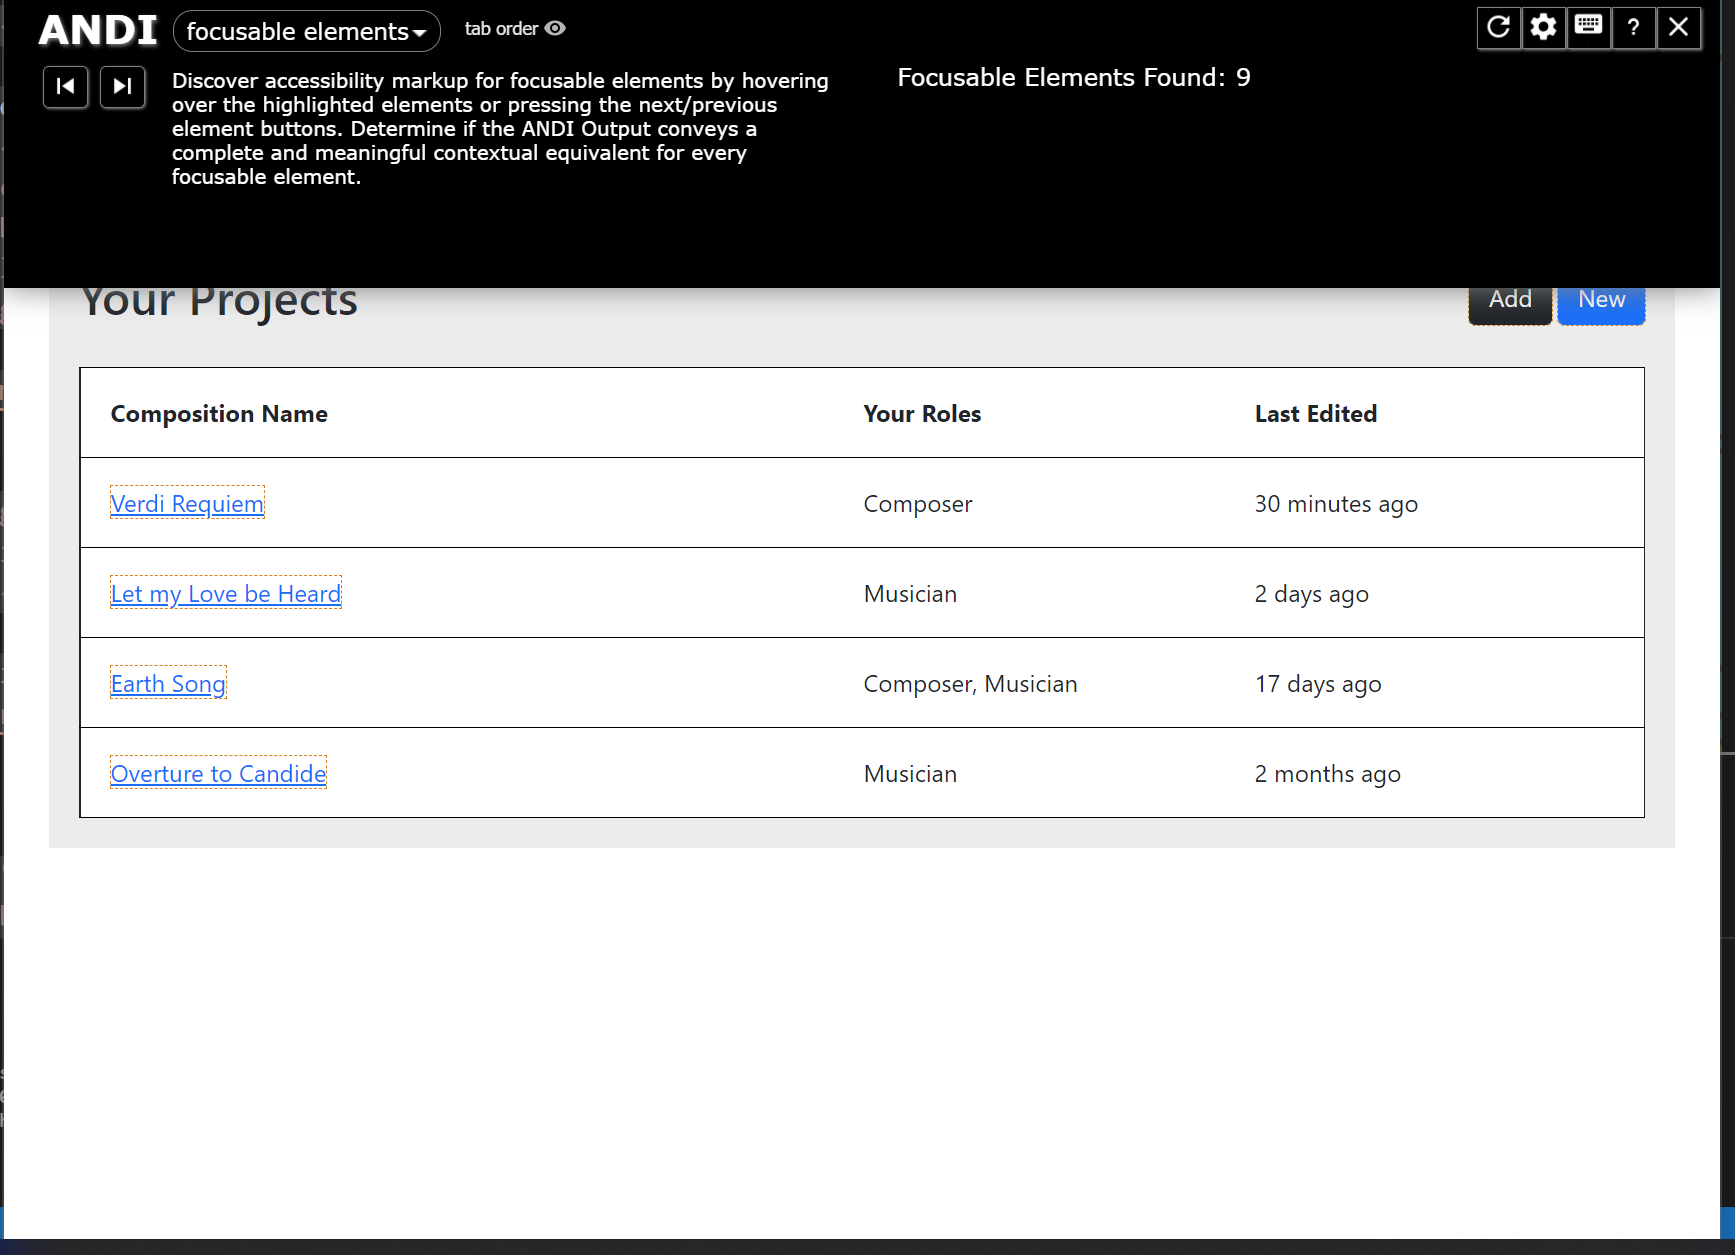 ANDI focusable elements tab order ?
Discover accessibility markup for focusable elements by hovering
over the highlighted elements or pressing the next/previous
element buttons. Determine if the ANDI Output conveys a
complete and meaningful contextual equivalent for every
focusable element.
Focusable Elements Found: 9
Your Projects Add New
Composition Name Your Roles Last Edited
Verdi Requiem Composer 30 minutes ago
Let my Love be Heard Musician 2 days ago
Earth Song Composer, Musician 17 days ago
Overture to Candide Musician 2 months ago